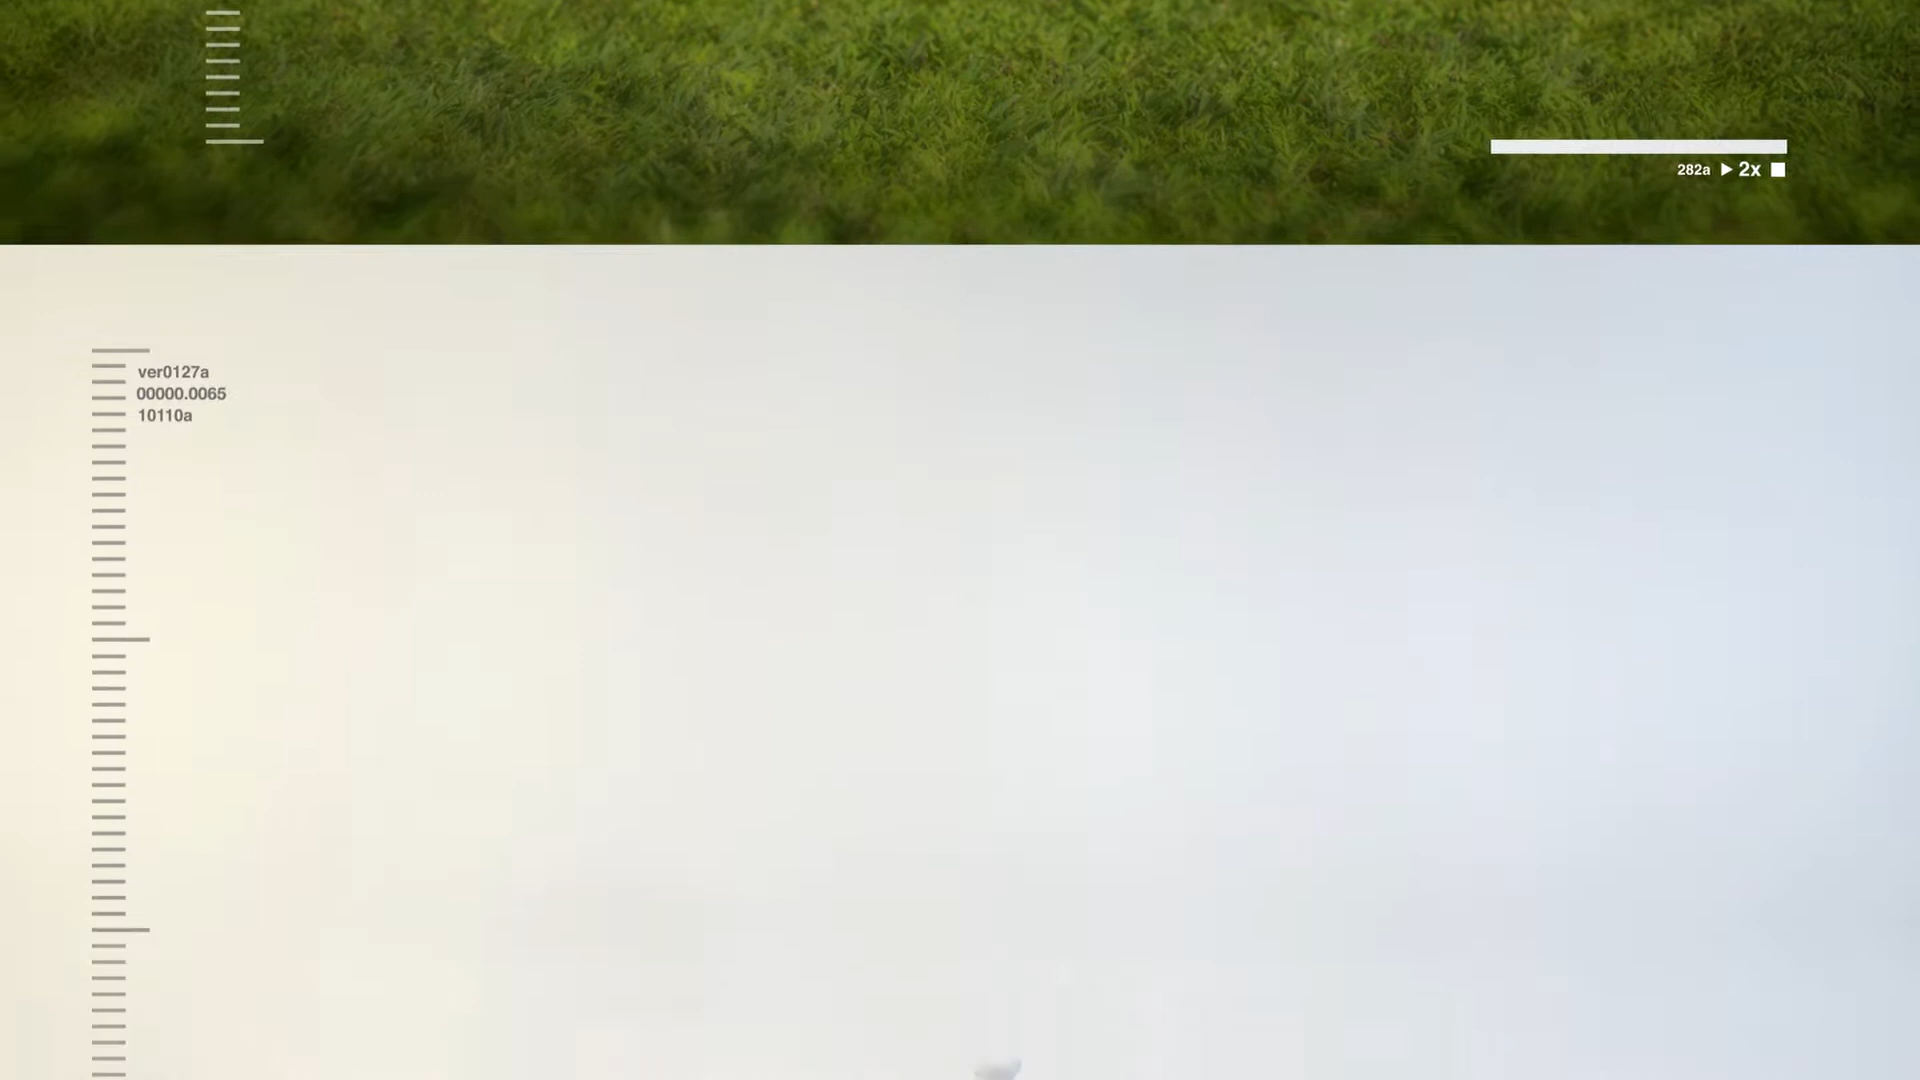 282a ▶ 2x ■
ver0127a
00000.0065
10110a